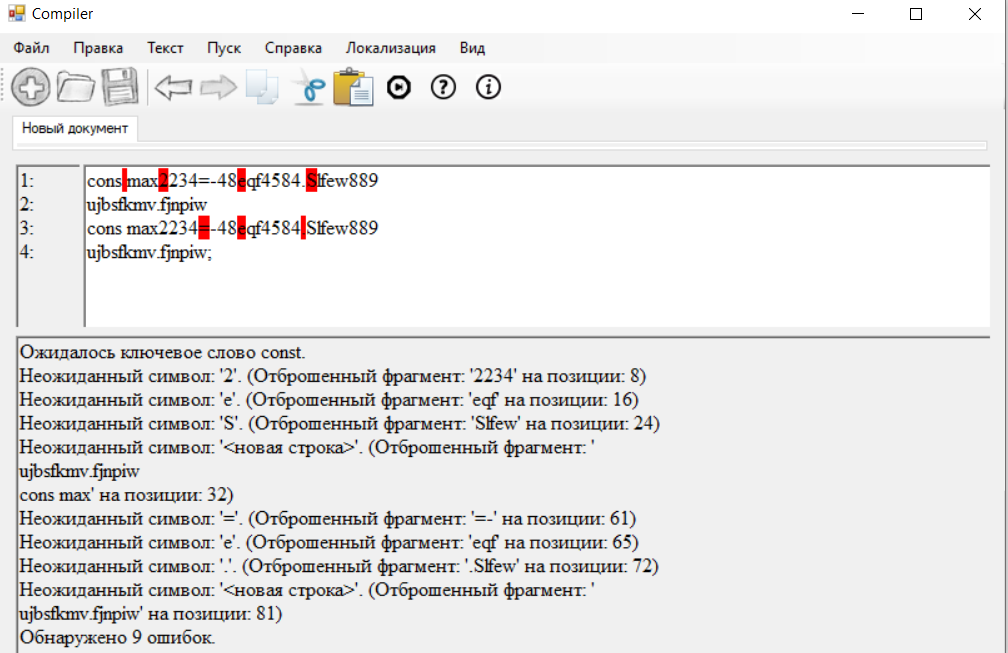 Compiler
Файл Правка Текст Пуск Справка Локализация Вид
Новый документ
1: cons max2234=-48eqf4584.Slfew889
2: ujbsfkmv.fjnpiw
3: cons max2234=-48eqf4584.Slfew889
4: ujbsfkmv.fjnpiw;
Ожидалось ключевое слово const.
Неожиданный символ: '2'. (Отброшенный фрагмент: '2234' на позиции: 8)
Неожиданный символ: 'e'. (Отброшенный фрагмент: 'eqf' на позиции: 16)
Неожиданный символ: 'S'. (Отброшенный фрагмент: 'Slfew' на позиции: 24)
Неожиданный символ: '<новая строка>'. (Отброшенный фрагмент: '
ujbsfkmv.fjnpiw
cons max' на позиции: 32)
Неожиданный символ: '='. (Отброшенный фрагмент: '=-' на позиции: 61)
Неожиданный символ: 'e'. (Отброшенный фрагмент: 'eqf' на позиции: 65)
Неожиданный символ: '.'. (Отброшенный фрагмент: '.Slfew' на позиции: 72)
Неожиданный символ: '<новая строка>'. (Отброшенный фрагмент: '
ujbsfkmv.fjnpiw' на позиции: 81)
Обнаружено 9 ошибок.